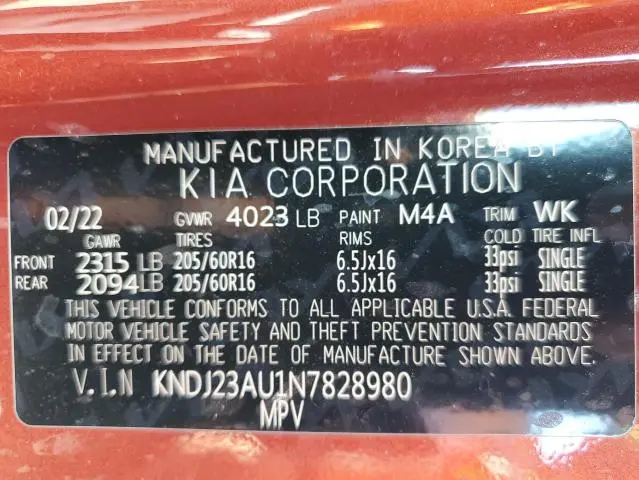 MANUFACTURED IN KOREA BY
KIA CORPORATION
02/22 GVWR 4023 LB PAINT M4A TRIM WK
GAWR TIRES RIMS COLD TIRE INFL
FRONT 2315 LB 205/60R16 6.5Jx16 33psi SINGLE
REAR 2094 LB 205/60R16 6.5Jx16 33psi SINGLE
THIS VEHICLE CONFORMS TO ALL APPLICABLE U.S.A. FEDERAL
MOTOR VEHICLE SAFETY AND THEFT PREVENTION STANDARDS
IN EFFECT ON THE DATE OF MANUFACTURE SHOWN ABOVE.
V.I.N KNDJ23AU1N7828980
MPV